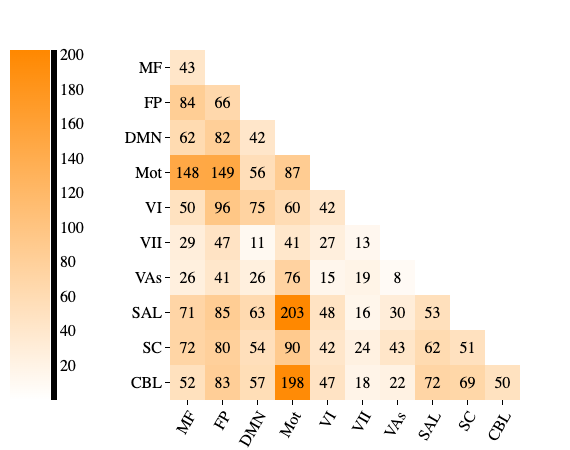 200
180
160
140
120
100
80
60
40
20
MF 43
FP 84 66
DMN 62 82 42
Mot 148 149 56 87
VI 50 96 75 60 42
VII 29 47 11 41 27 13
VAs 26 41 26 76 15 19 8
SAL 71 85 63 203 48 16 30 53
SC 72 80 54 90 42 24 43 62 51
CBL 52 83 57 198 47 18 22 72 69 50
MF FP DMN Mot VI VII VAs SAL SC CBL